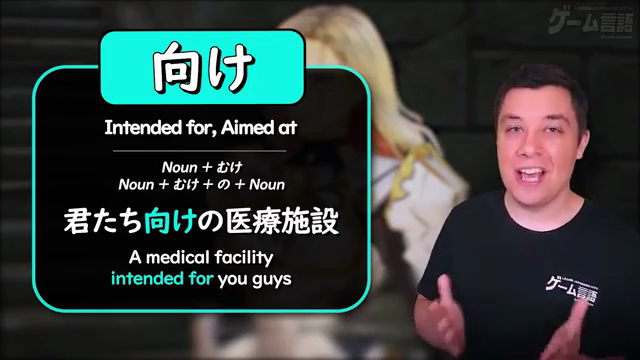 向け
Intended for, Aimed at
Noun + むけ
Noun + むけ + の + Noun
君たち向けの医療施設
A medical facility
intended for you guys
ゲーム言語
ゲーム言語